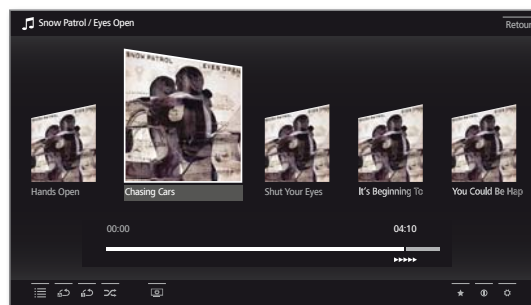 Snow Patrol / Eyes Open
Retour
SNOW PATROL EYES OPEN
Hands Open
Chasing Cars
Shut Your Eyes
It's Beginning To
You Could Be Hap
00:00
04:10